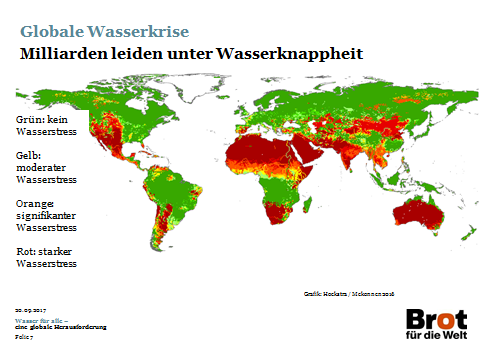 Globale Wasserkrise
Milliarden leiden unter Wasserknappheit
Grün: kein
Wasserstress
Gelb:
moderater
Wasserstress
Orange:
signifikanter
Wasserstress
Rot: starker
Wasserstress
Grafik: Hoekstra / Mekonnen 2016
20.09.2017
Wasser für alle –
eine globale Herausforderung
Folie 7
Brot
für die Welt